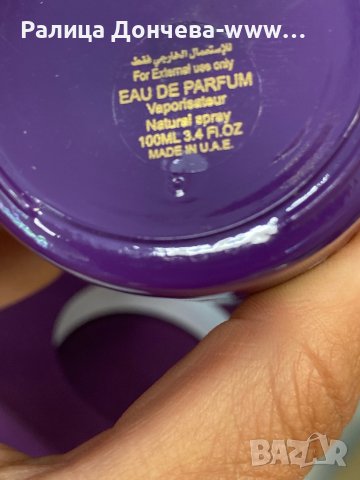 Ралица Дончева-www...
للإستعمال الخارجي فقط
For External use only
EAU DE PARFUM
Vaporisateur
Natural spray
100ML 3.4 Fl.OZ
MADE IN U.A.E.
BAZAR